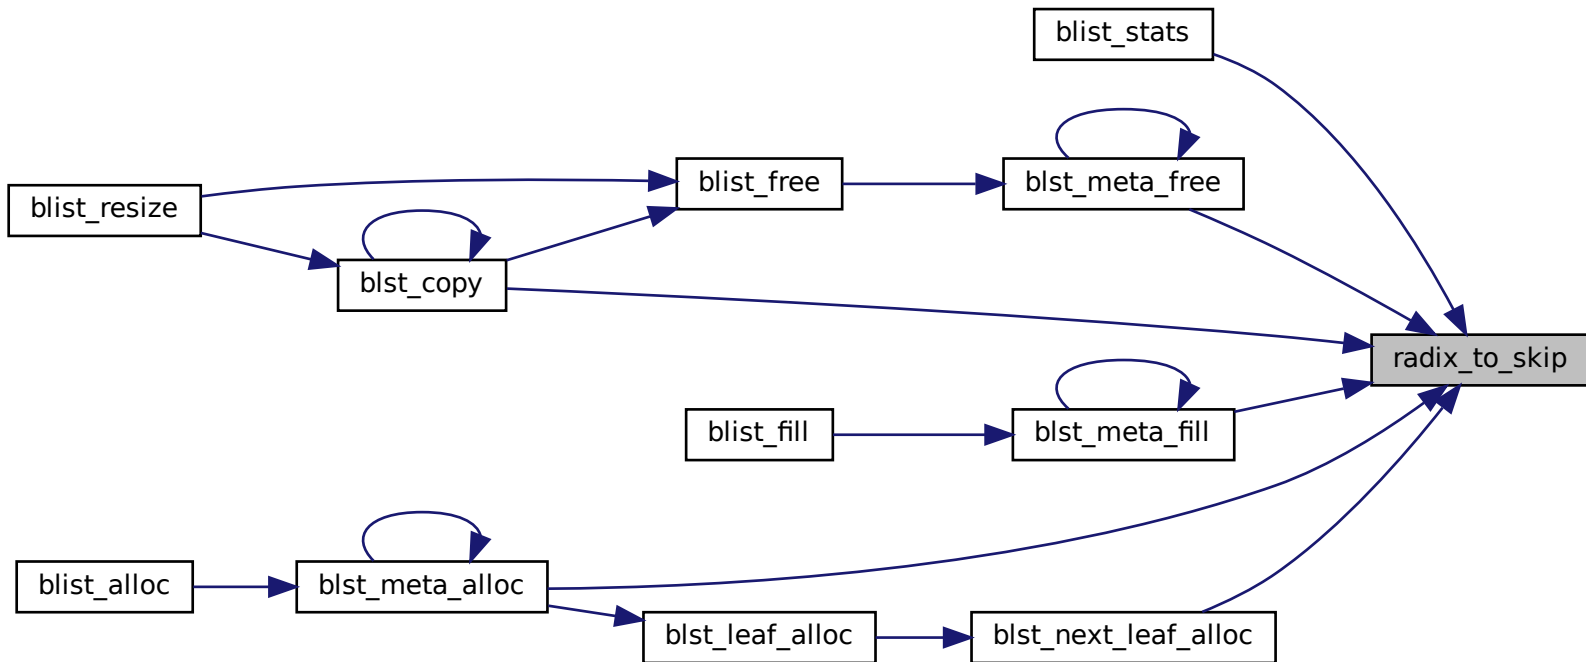 blist_stats
blist_resize
blist_free
blst_meta_free
blst_copy
radix_to_skip
blist_fill
blst_meta_fill
blist_alloc
blst_meta_alloc
blst_leaf_alloc
blst_next_leaf_alloc